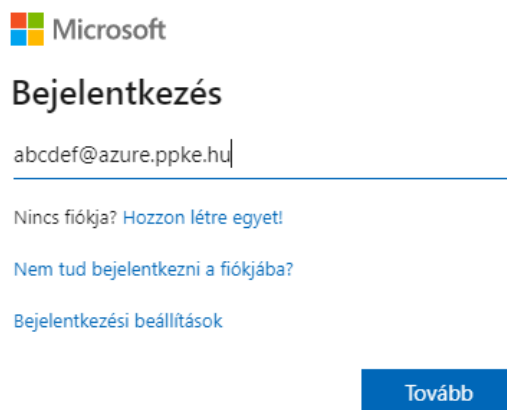 Microsoft
Bejelentkezés
abcdef@azure.ppke.hu
Nincs fiókja? Hozzon létre egyet!
Nem tud bejelentkezni a fiókjába?
Bejelentkezési beállítások
Tovább